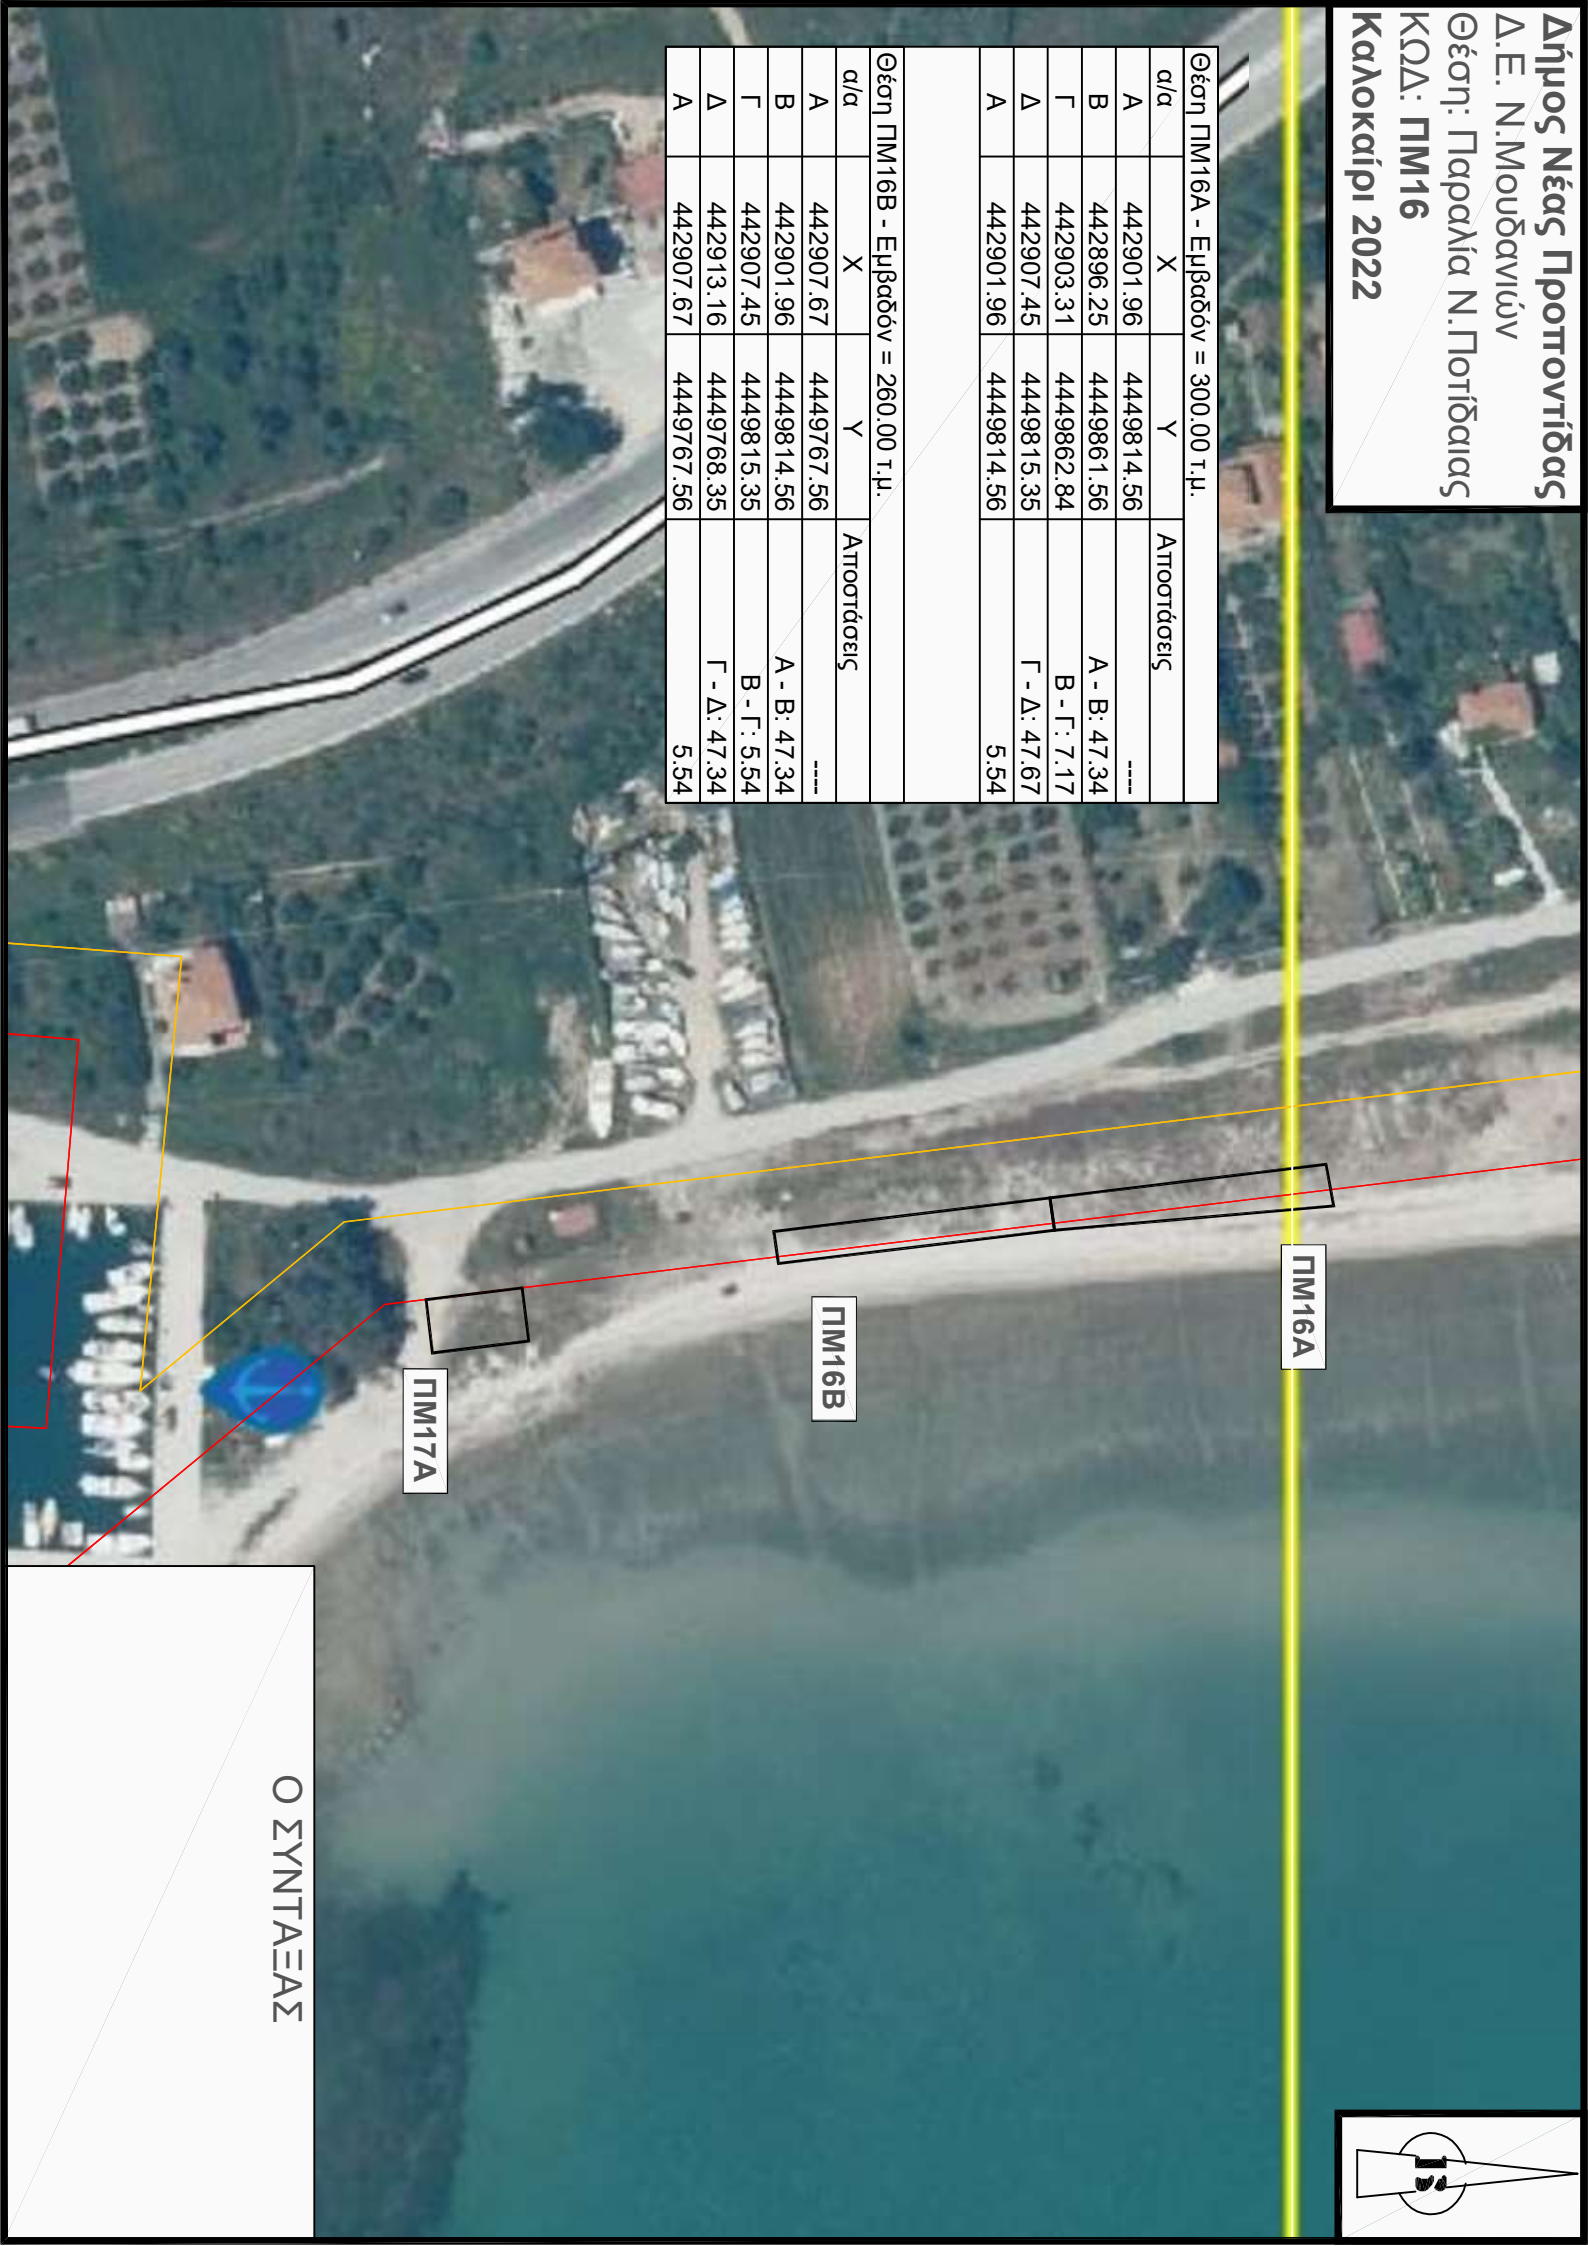 Δήμος Νέας Προποντίδας
Δ.Ε. Ν.Μουδανιών
Θέση: Παραλία Ν.Ποτίδαιας
ΚΩΔ: ΠΜ16
Καλοκαίρι 2022
Θέση ΠΜ16Α - Εμβαδόν = 300.00 τ.μ.
α/α X Y Αποστάσεις
Α 442901.96 4449814.56 ----
Β 442896.25 4449861.56 Α - Β: 47.34
Γ 442903.31 4449862.84 Β - Γ: 7.17
Δ 442907.45 4449815.35 Γ - Δ: 47.67
Α 442901.96 4449814.56 5.54
Θέση ΠΜ16Β - Εμβαδόν = 260.00 τ.μ.
α/α X Y Αποστάσεις
Α 442907.67 4449767.56 ----
Β 442901.96 4449814.56 Α - Β: 47.34
Γ 442907.45 4449815.35 Β - Γ: 5.54
Δ 442913.16 4449768.35 Γ - Δ: 47.34
Α 442907.67 4449767.56 5.54
ΠΜ16Α
ΠΜ16Β
ΠΜ17Α
Ο ΣΥΝΤΑΞΑΣ